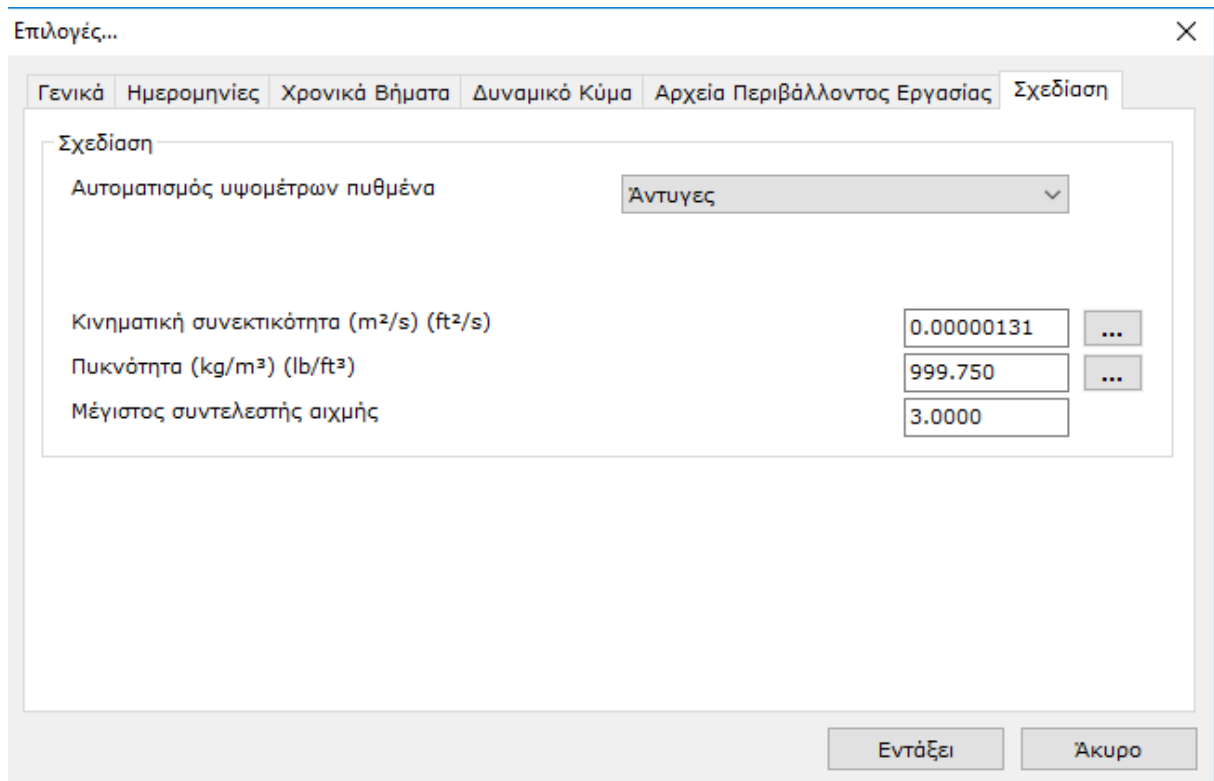 Επιλογές...
Γενικά Ημερομηνίες Χρονικά Βήματα Δυναμικό Κύμα Αρχεία Περιβάλλοντος Εργασίας Σχεδίαση
Σχεδίαση
Αυτοματισμός υψομέτρων πυθμένα Άντυγες
Κινηματική συνεκτικότητα (m²/s) (ft²/s) 0.00000131 ...
Πυκνότητα (kg/m³) (lb/ft³) 999.750 ...
Μέγιστος συντελεστής αιχμής 3.0000
Εντάξει Άκυρο